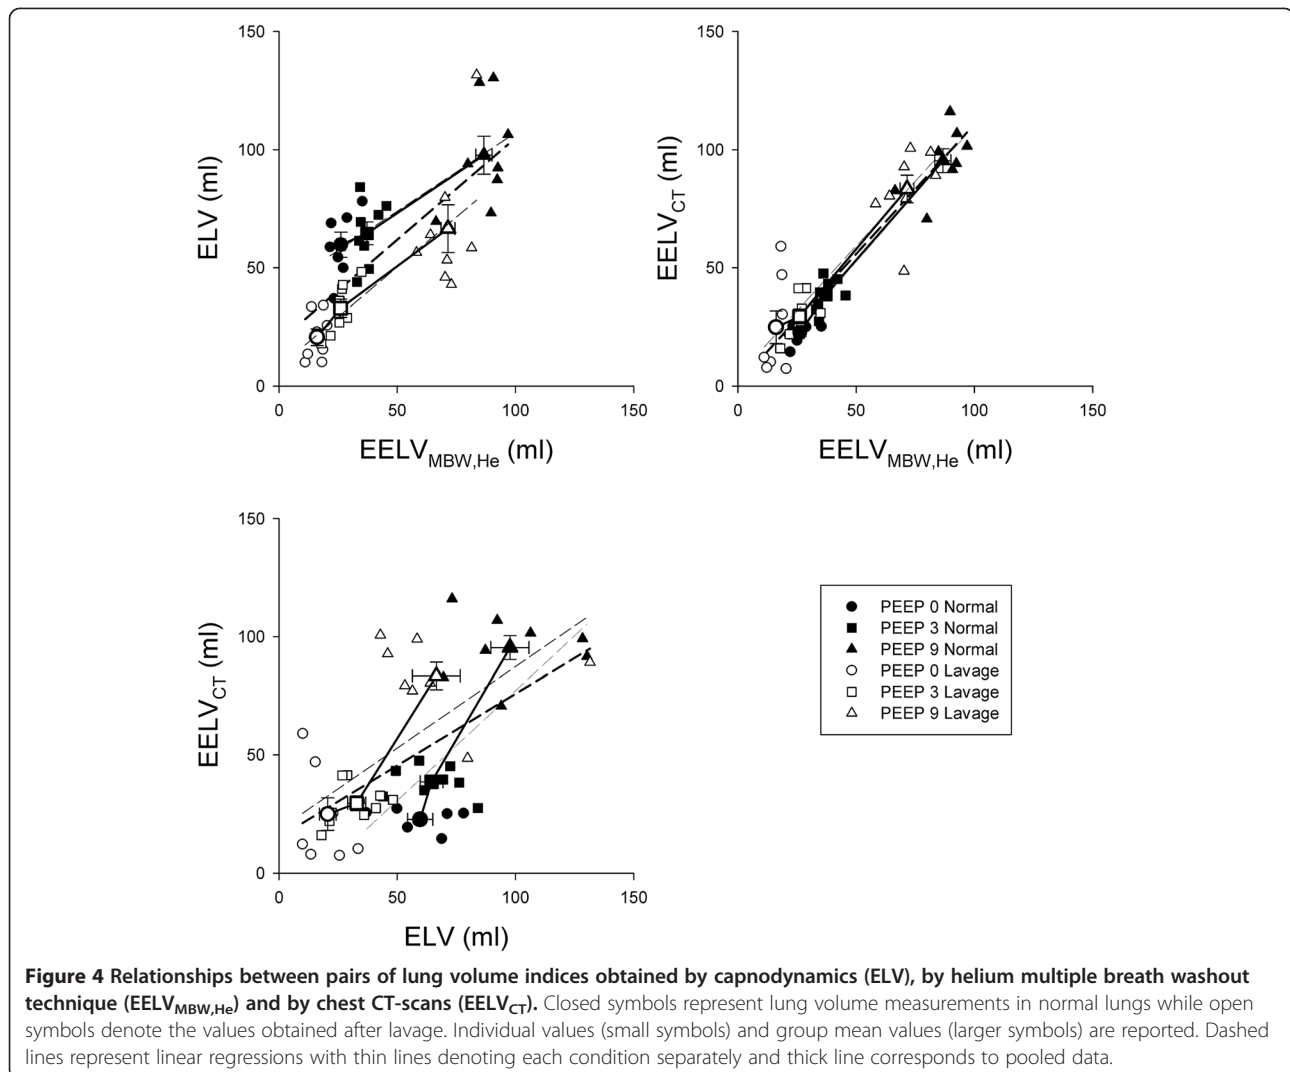 150
100
50
0
ELV (ml)
0 50 100 150
EELV_MBW,He (ml)
150
100
50
0
EELV_CT (ml)
0 50 100 150
EELV_MBW,He (ml)
150
100
50
0
EELV_CT (ml)
0 50 100 150
ELV (ml)
PEEP 0 Normal
PEEP 3 Normal
PEEP 9 Normal
PEEP 0 Lavage
PEEP 3 Lavage
PEEP 9 Lavage
Figure 4 Relationships between pairs of lung volume indices obtained by capnodynamics (ELV), by helium multiple breath washout
technique (EELV_MBW,He) and by chest CT-scans (EELV_CT). Closed symbols represent lung volume measurements in normal lungs while open
symbols denote the values obtained after lavage. Individual values (small symbols) and group mean values (larger symbols) are reported. Dashed
lines represent linear regressions with thin lines denoting each condition separately and thick line corresponds to pooled data.